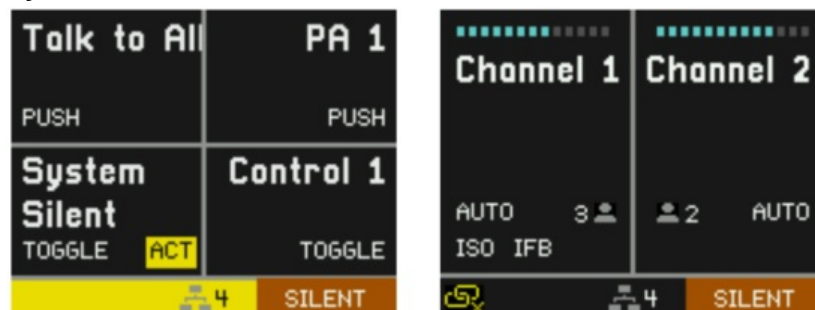 Talk to All PA 1
PUSH PUSH
System Control 1
Silent
TOGGLE ACT TOGGLE
4 SILENT
Channel 1 Channel 2
AUTO 3 2 AUTO
ISO IFB
4 SILENT